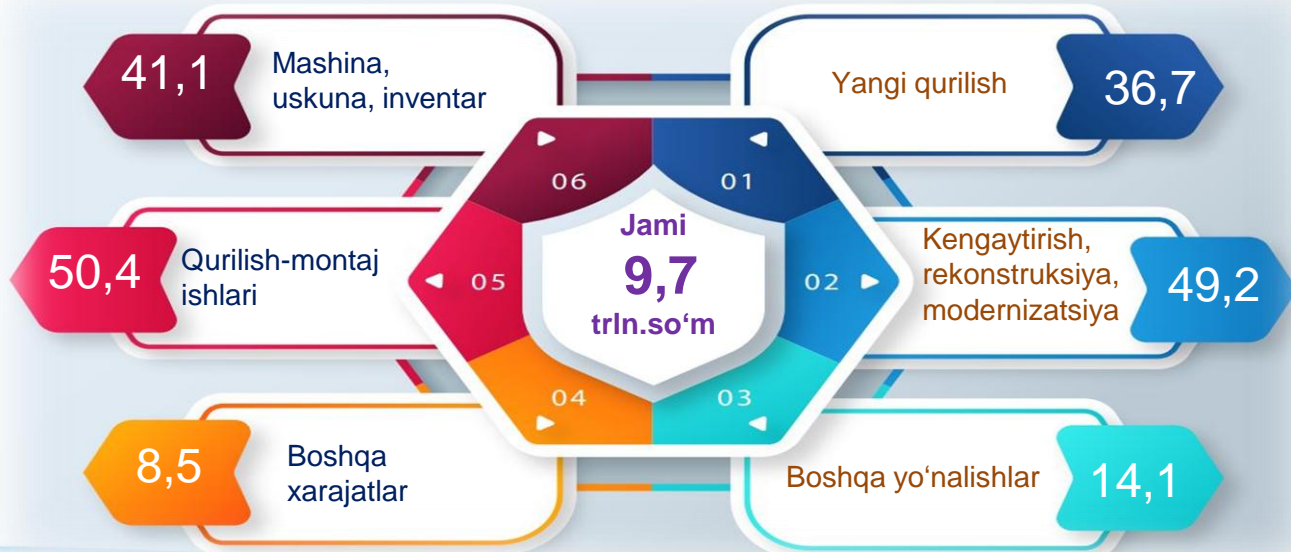 41,1
Mashina,
uskuna, inventar
Yangi qurilish
36,7
06
01
50,4
Qurilish-montaj
ishlari
05
Jami
9,7
trln.so‘m
02
Kengaytirish,
rekonstruksiya,
modernizatsiya
49,2
04
03
8,5
Boshqa
xarajatlar
Boshqa yo‘nalishlar
14,1